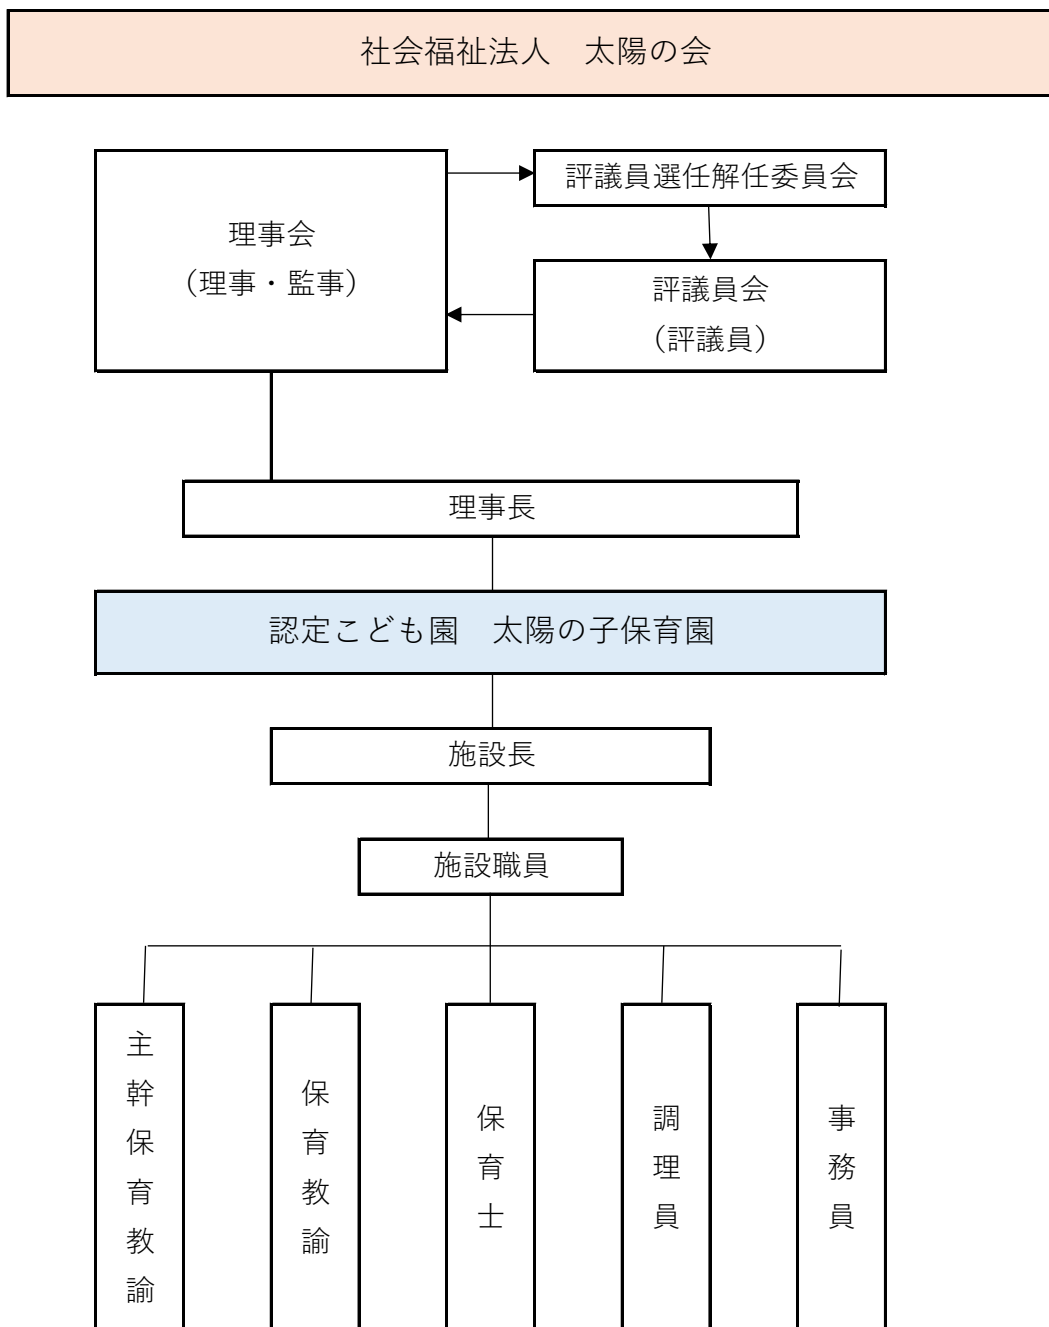 社会福祉法人　太陽の会
理事会
（理事・監事）
評議員選任解任委員会
評議員会
（評議員）
理事長
認定こども園　太陽の子保育園
施設長
施設職員
主幹保育教諭
保育教諭
保育士
調理員
事務員